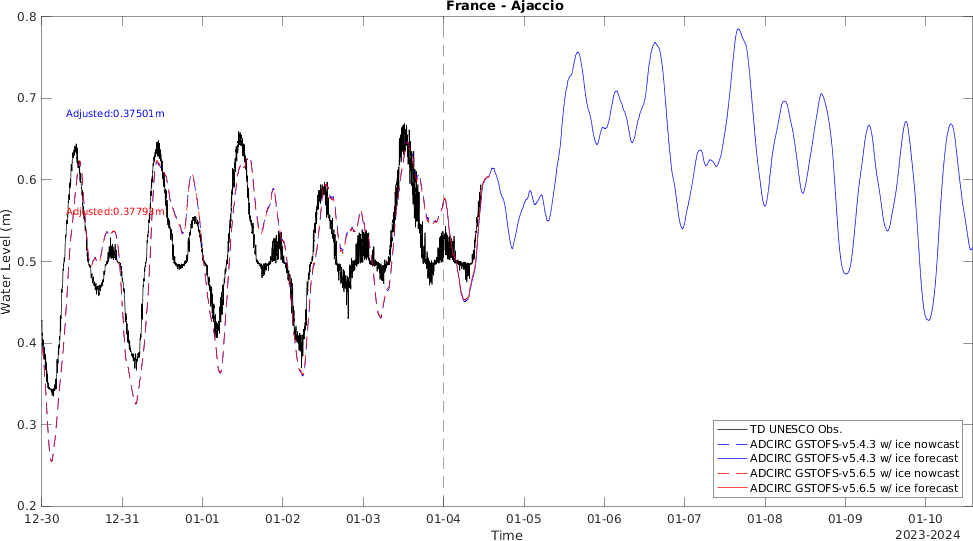 France - Ajaccio
0.8
0.7
0.6
0.5
0.4
0.3
0.2
Water Level (m)
Adjusted:0.37501m
Adjusted:0.37793m
TD UNESCO Obs.
ADCIRC GSTOFS-v5.4.3 w/ ice nowcast
ADCIRC GSTOFS-v5.4.3 w/ ice forecast
ADCIRC GSTOFS-v5.6.5 w/ ice nowcast
ADCIRC GSTOFS-v5.6.5 w/ ice forecast
12-30 12-31 01-01 01-02 01-03 01-04 01-05 01-06 01-07 01-08 01-09 01-10
Time
2023-2024